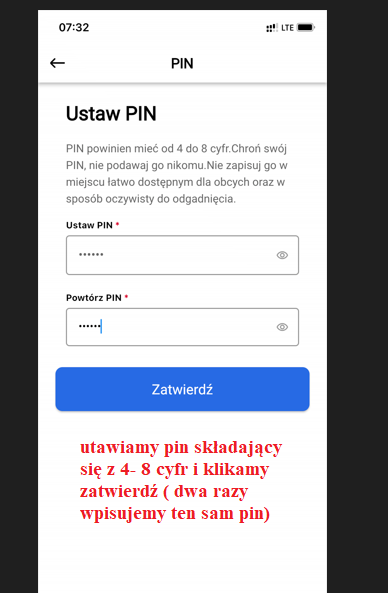 07:32
LTE
PIN
Ustaw PIN
PIN powinien mieć od 4 do 8 cyfr.Chroń swój
PIN, nie podawaj go nikomu.Nie zapisuj go w
miejscu łatwo dostępnym dla obcych oraz w
sposób oczywisty do odgadnięcia.
Ustaw PIN *
••••••
Powtórz PIN *
••••••
Zatwierdź
utawiamy pin składający
się z 4- 8 cyfr i klikamy
zatwierdź ( dwa razy
wpisujemy ten sam pin)